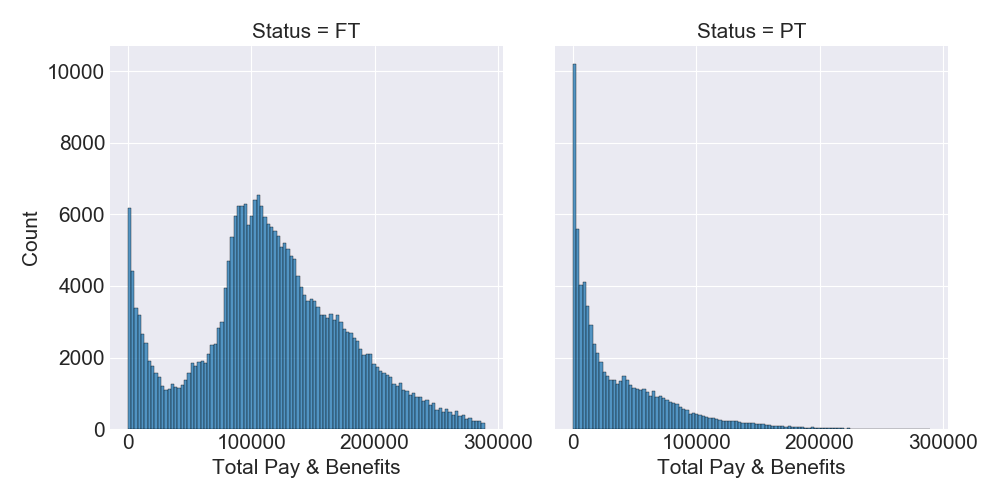 Status = FT
Status = PT
10000
8000
6000
4000
2000
0
Count
0 100000 200000 300000
0 100000 200000 300000
Total Pay & Benefits
Total Pay & Benefits